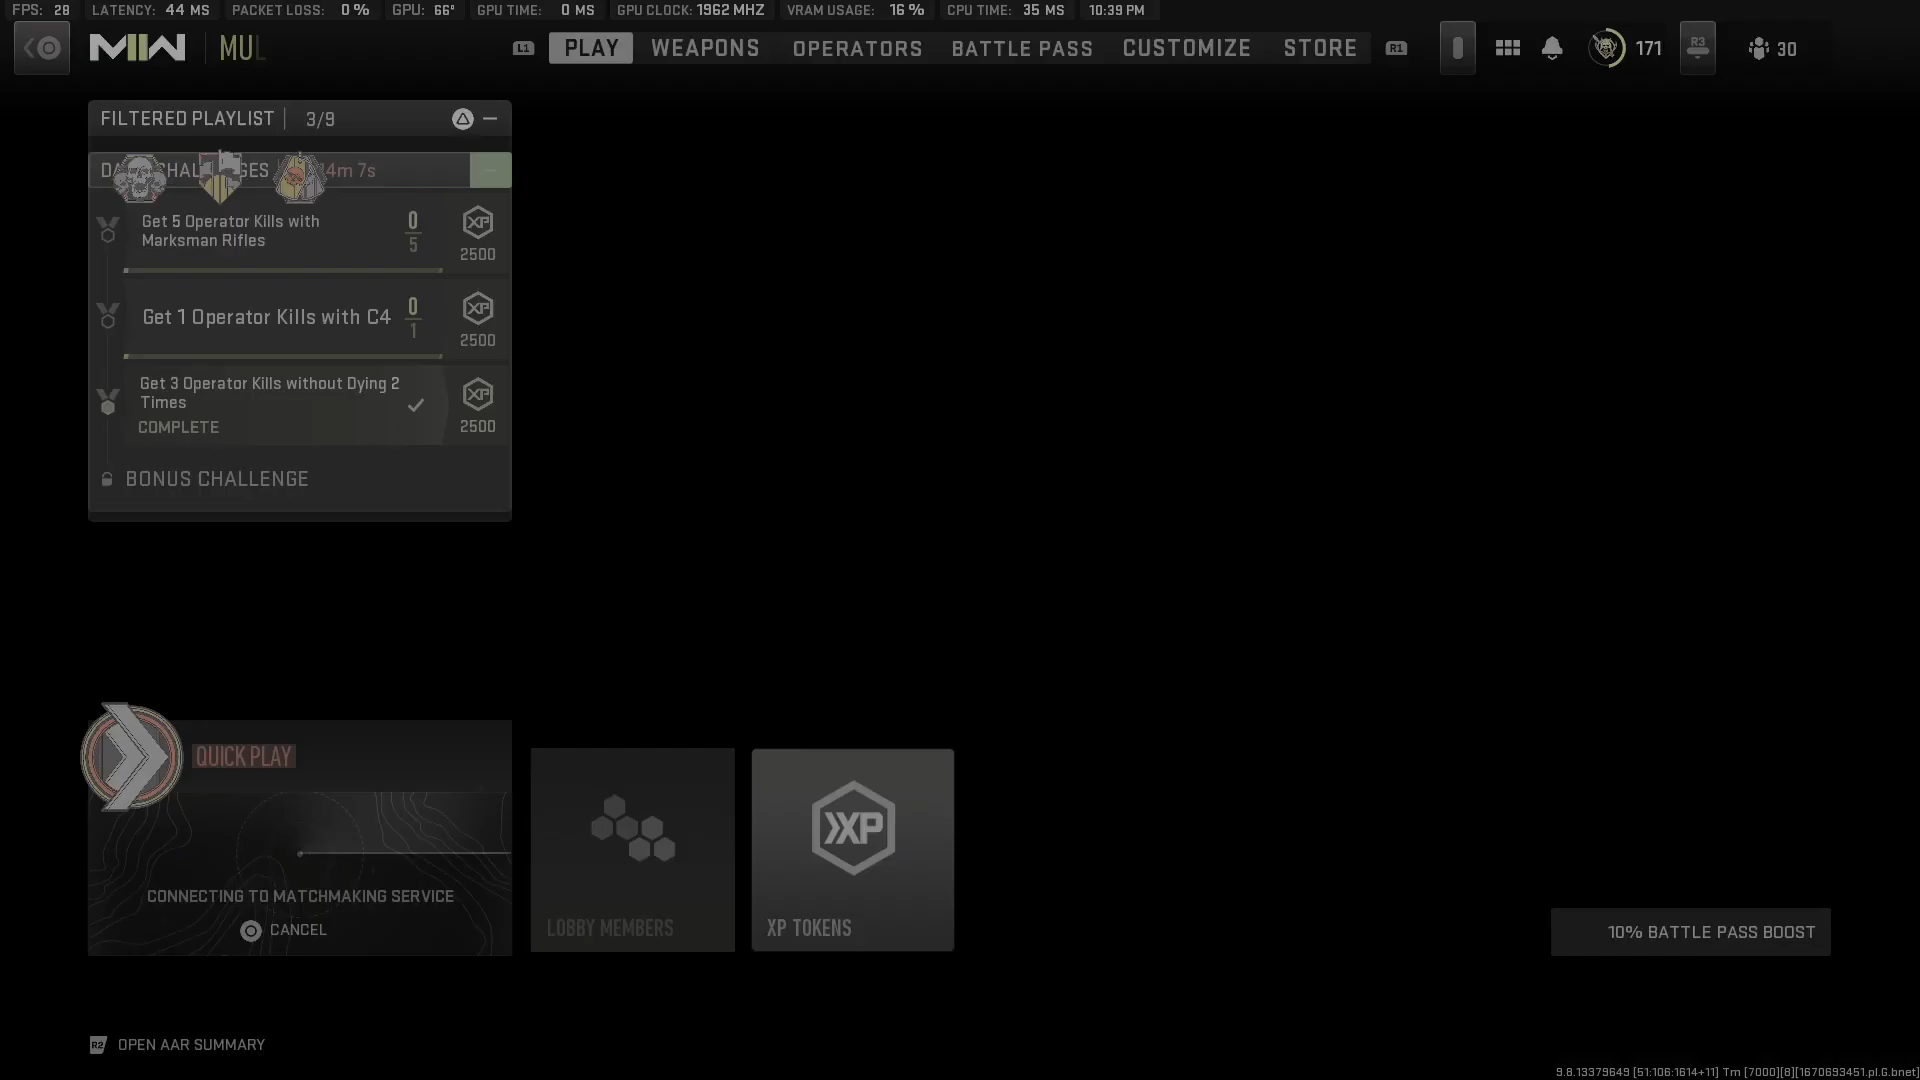 FPS: 28 LATENCY: 44 MS PACKET LOSS: 0 % GPU: 66° GPU TIME: 0 MS GPU CLOCK: 1962 MHZ VRAM USAGE: 16 % CPU TIME: 35 MS 10:39 PM
MWII MUL L1 PLAY WEAPONS OPERATORS BATTLE PASS CUSTOMIZE STORE R1 171 R3 30
FILTERED PLAYLIST 3/9
4m 7s
Get 5 Operator Kills with
Marksman Rifles
0
5
XP
2500
Get 1 Operator Kills with C4
0
1
XP
2500
Get 3 Operator Kills without Dying 2
Times
COMPLETE
XP
2500
BONUS CHALLENGE
QUICK PLAY
CONNECTING TO MATCHMAKING SERVICE
CANCEL
LOBBY MEMBERS
XP
XP TOKENS
10% BATTLE PASS BOOST
R2 OPEN AAR SUMMARY
9.8.13379649 [51:106:1614+11] Tm [7000][8][1670693451.pl.G.bnet]